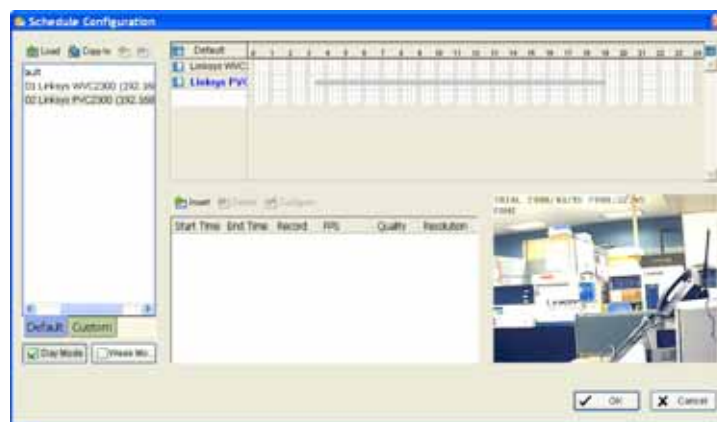 Schedule Configuration
Load Copy to
Default 0 1 2 3 4 5 6 7 8 9 10 11 12 13 14 15 16 17 18 19 20 21 22 23 24
ault
01 Linksys WVC2300 (192.168
02 Linksys PVC2300 (192.168
Linksys WVC
Linksys PVC
Insert Delete Configure
Start Time End Time Record FPS Quality Resolution
Linksys
Default Custom
Day Mode Week Mo..
OK Cancel